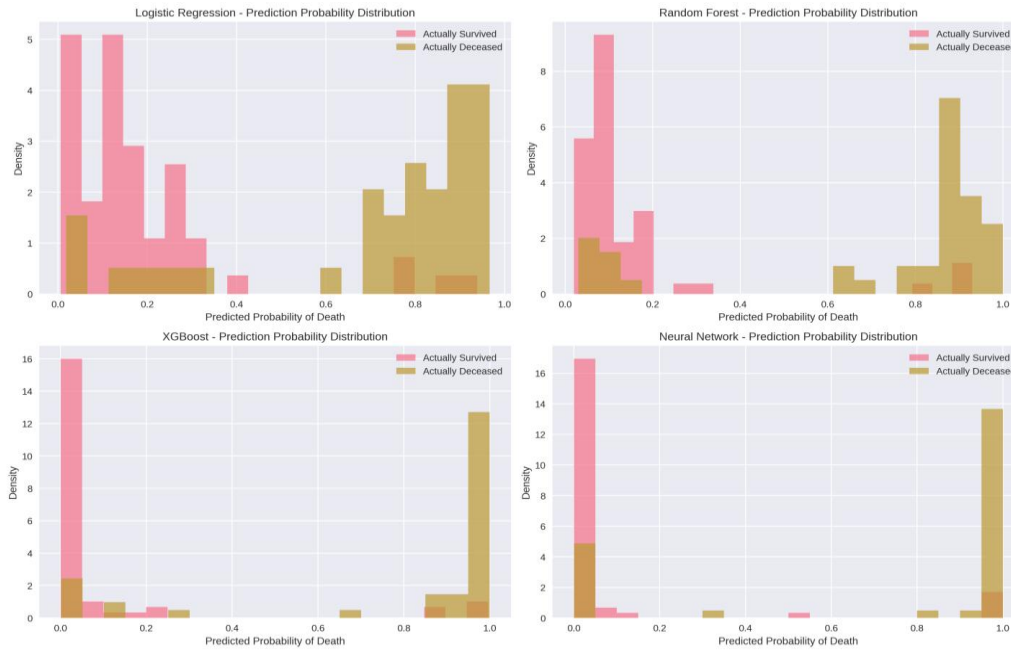 Logistic Regression - Prediction Probability Distribution
Actually Survived
Actually Deceased
5
4
3
2
1
0
Density
0.0 0.2 0.4 0.6 0.8 1.0
Predicted Probability of Death
Random Forest - Prediction Probability Distribution
Actually Survived
Actually Deceased
8
6
4
2
0
Density
0.0 0.2 0.4 0.6 0.8 1.0
Predicted Probability of Death
XGBoost - Prediction Probability Distribution
Actually Survived
Actually Deceased
16
14
12
10
8
6
4
2
0
Density
0.0 0.2 0.4 0.6 0.8 1.0
Predicted Probability of Death
Neural Network - Prediction Probability Distribution
Actually Survived
Actually Deceased
16
14
12
10
8
6
4
2
0
Density
0.0 0.2 0.4 0.6 0.8 1.0
Predicted Probability of Death